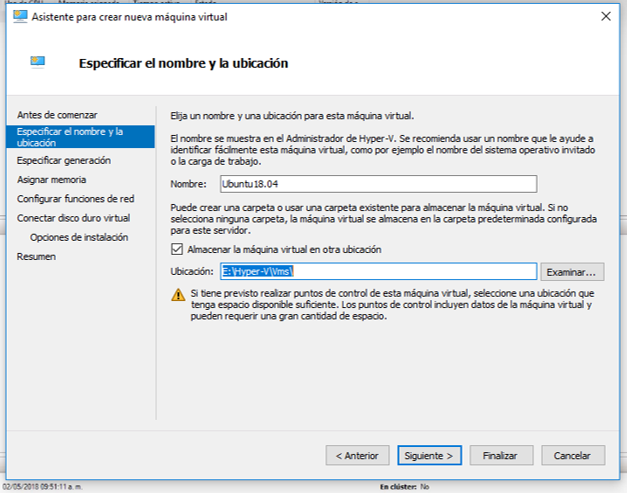 Asistente para crear nueva máquina virtual
Especificar el nombre y la ubicación
Antes de comenzar
Especificar el nombre y la
ubicación
Especificar generación
Asignar memoria
Configurar funciones de red
Conectar disco duro virtual
Opciones de instalación
Resumen
Elija un nombre y una ubicación para esta máquina virtual.
El nombre se muestra en el Administrador de Hyper-V. Se recomienda usar un nombre que le ayude a
identificar fácilmente esta máquina virtual, como por ejemplo el nombre del sistema operativo invitado
o la carga de trabajo.
Nombre: Ubuntu18.04
Puede crear una carpeta o usar una carpeta existente para almacenar la máquina virtual. Si no
selecciona ninguna carpeta, la máquina virtual se almacena en la carpeta predeterminada configurada
para este servidor.
Almacenar la máquina virtual en otra ubicación
Ubicación: E:\Hyper-V\Vms\ Examinar...
Si tiene previsto realizar puntos de control de esta máquina virtual, seleccione una ubicación que
tenga espacio disponible suficiente. Los puntos de control incluyen datos de la máquina virtual y
pueden requerir una gran cantidad de espacio.
< Anterior Siguiente > Finalizar Cancelar
02/05/2018 09:51:11 a. m. En clúster: No